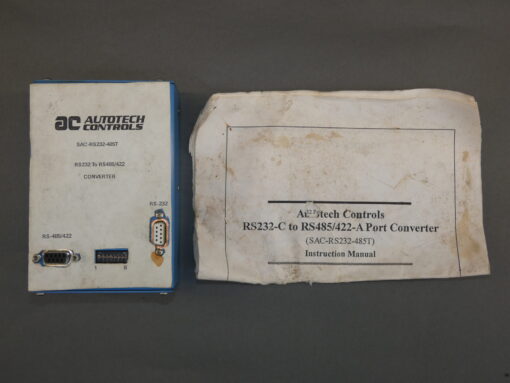 ac AUTOTECH
CONTROLS
SAC-RS232-485T
RS232 To RS485/422
CONVERTER
RS-232
RS-485/422
1 8
Autotech Controls
RS232-C to RS485/422-A Port Converter
(SAC-RS232-485T)
Instruction Manual